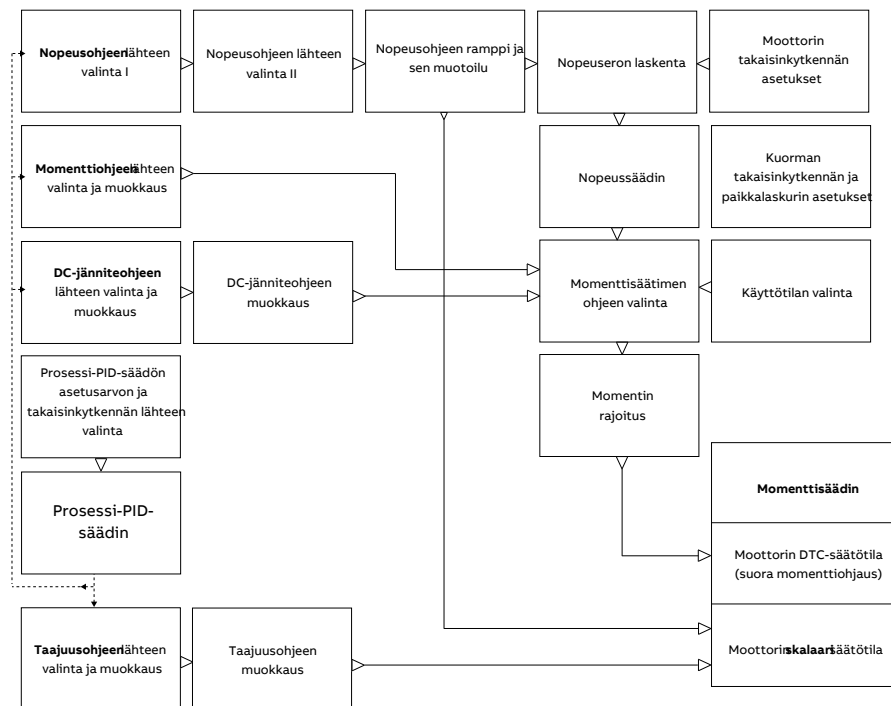 Nopeusohjeen lähteen
valinta I
Nopeusohjeen lähteen
valinta II
Nopeusohjeen ramppi ja
sen muotoilu
Nopeuseron laskenta
Moottorin
takaisinkytkennän
asetukset
Momenttiohjeen lähteen
valinta ja muokkaus
Nopeussäädin
Kuorman
takaisinkytkennän ja
paikkalaskurin asetukset
DC-jänniteohjeen
lähteen valinta ja
muokkaus
DC-jänniteohjeen
muokkaus
Momenttisäätimen
ohjeen valinta
Käyttötilan valinta
Prosessi-PID-säädön
asetusarvon ja
takaisinkytkennän lähteen
valinta
Momentin
rajoitus
Prosessi-PID-
säädin
Momenttisäädin
Moottorin DTC-säätötila
(suora momenttiohjaus)
Taajuusohjeen lähteen
valinta ja muokkaus
Taajuusohjeen
muokkaus
Moottorin skalaarisäätötila